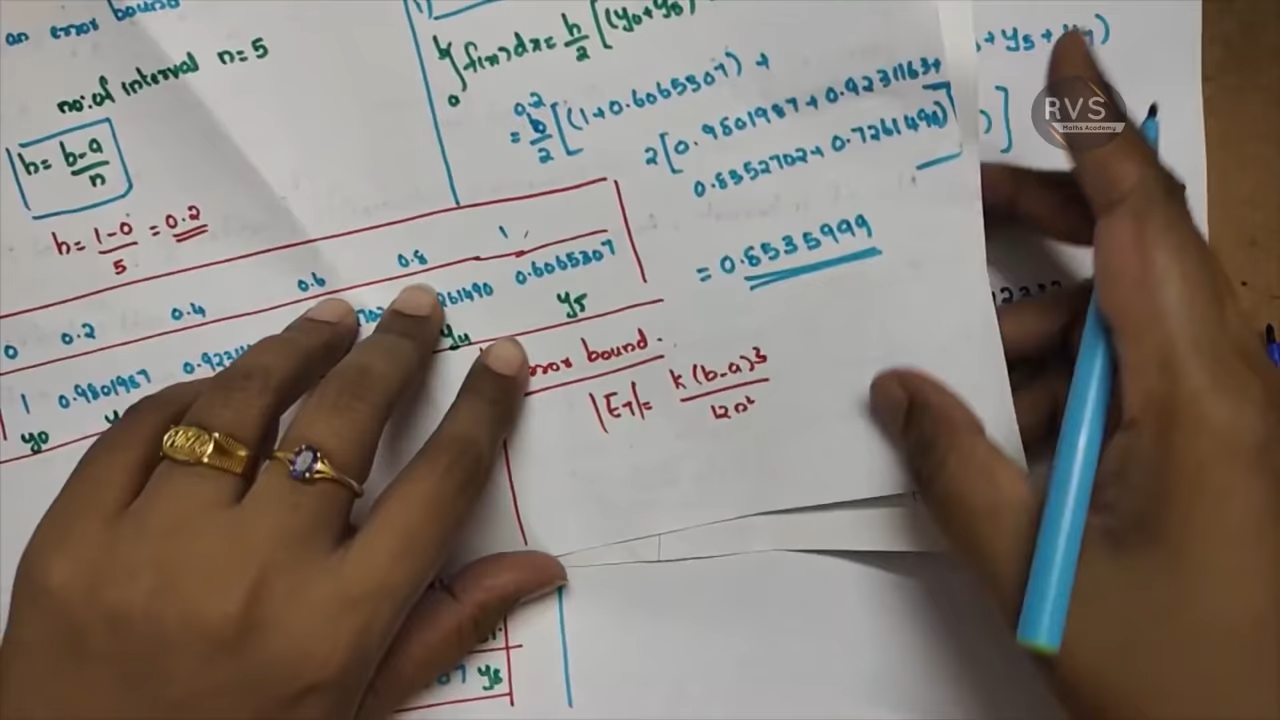 an error bound
no. of interval n=5
h = b-a/n
h = 1-0/5 = 0.2
∫f(x)dx = h/2 [(y0+y5)
+ y5 +
0.2
= h/2 [(1+0.6065307) +
2[0.9801987 + 0.9231163+
0.8352702 + 0.7261490)]
)]
= 0.8535999
0 0.2 0.4 0.6 0.8 1
1 0.9801987 0.6065307
y0 y4 y5
error bound.
|ET| = k(b-a)³/12n²
y6
RVS
Maths Academy